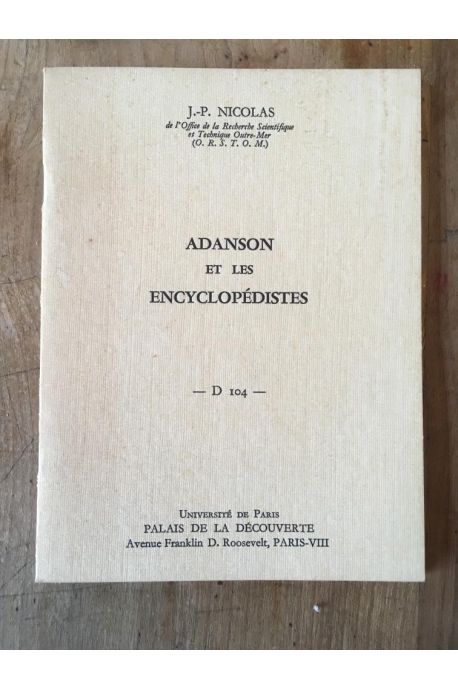 J.-P. NICOLAS
de l'Office de la Recherche Scientifique
et Technique Outre-Mer
(O. R. S. T. O. M.)
ADANSON
ET LES
ENCYCLOPÉDISTES
— D 104 —
UNIVERSITÉ DE PARIS
PALAIS DE LA DÉCOUVERTE
Avenue Franklin D. Roosevelt, PARIS-VIII